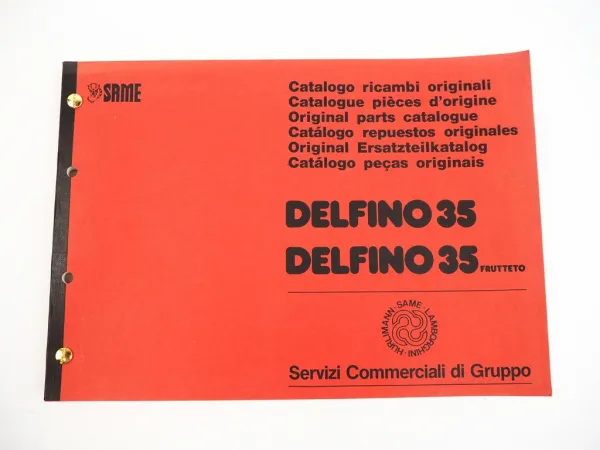 SAME
Catalogo ricambi originali
Catalogue pièces d'origine
Original parts catalogue
Catálogo repuestos originales
Original Ersatzteilkatalog
Catálogo peças originais
DELFINO 35
DELFINO 35 FRUTTETO
HÜRLIMANN·SAME·LAMBORGHINI·
Servizi Commerciali di Gruppo